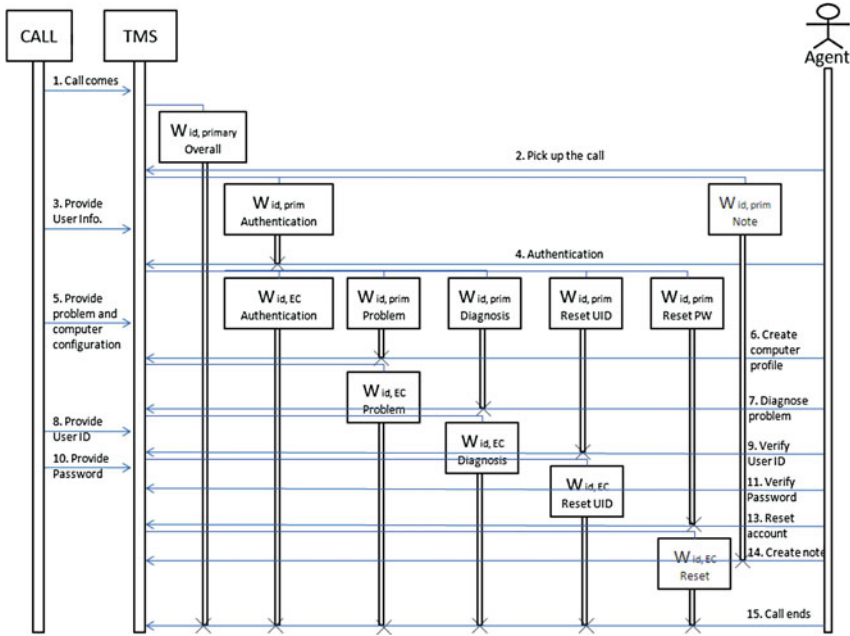 CALL
TMS
Agent
1. Call comes
W id, primary
Overall
2. Pick up the call
3. Provide
User Info.
W id, prim
Authentication
W id, prim
Note
4. Authentication
5. Provide
problem and
computer
configuration
W id, EC
Authentication
W id, prim
Problem
W id, prim
Diagnosis
W id, prim
Reset UID
W id, prim
Reset PW
6. Create
computer
profile
W id, EC
Problem
7. Diagnose
problem
8. Provide
User ID
W id, EC
Diagnosis
9. Verify
User ID
10. Provide
Password
W id, EC
Reset UID
11. Verify
Password
13. Reset
account
W id, EC
Reset
14. Create note
15. Call ends